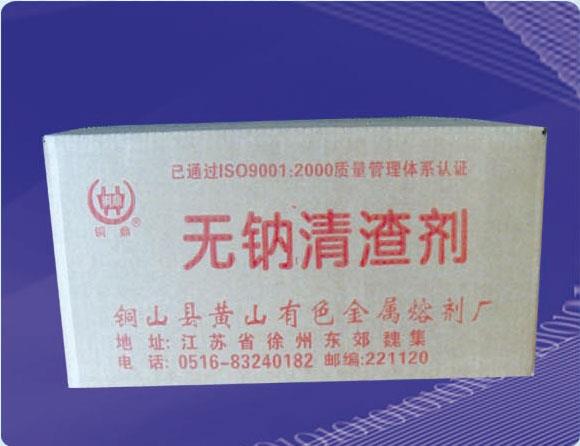 已通过ISO9001:2000质量管理体系认证
铜鼎®
无钠清渣剂
铜山县黄山有色金属熔剂厂
地 址:江苏省徐州东郊魏集
电 话:0516-83240182 邮编:221120